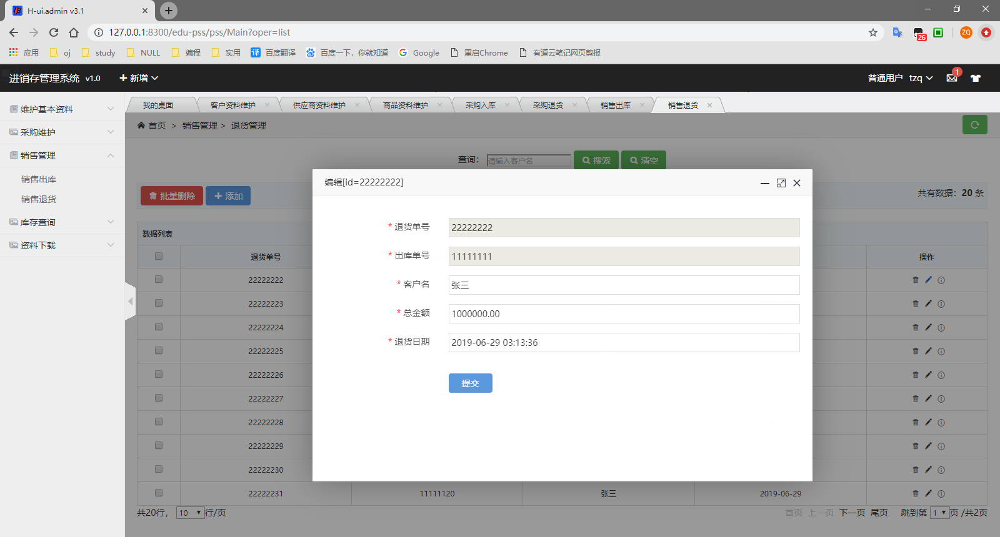 H-ui.admin v3.1
127.0.0.1:8300/edu-pss/pss/Main?oper=list
26
ZQ
应用 oj study NULL 编程 实用 译 百度翻译 百度一下，你就知道 Google 重启Chrome 有道云笔记网页剪报
进销存管理系统 v1.0 新增 普通用户 tzq 1
我的桌面 客户资料维护 供应商资料维护 商品资料维护 采购入库 采购退货 销售出库 销售退货
维护基本资料
采购维护
销售管理
销售出库
销售退货
库存查询
资料下载
首页 > 销售管理 > 退货管理
查询： 请输入客户名 搜索 清空
批量删除 添加 共有数据：20 条
数据列表
退货单号 操作
22222222
22222223
22222224
22222225
22222226
22222227
22222228
22222229
22222230
22222231 11111120 张三 2019-06-29
共20行， 10 行/页 首页 上一页 下一页 尾页 跳到第 1 页 /共2页
编辑[id=22222222]
* 退货单号 22222222
* 出库单号 11111111
* 客户名 张三
* 总金额 1000000.00
* 退货日期 2019-06-29 03:13:36
提交